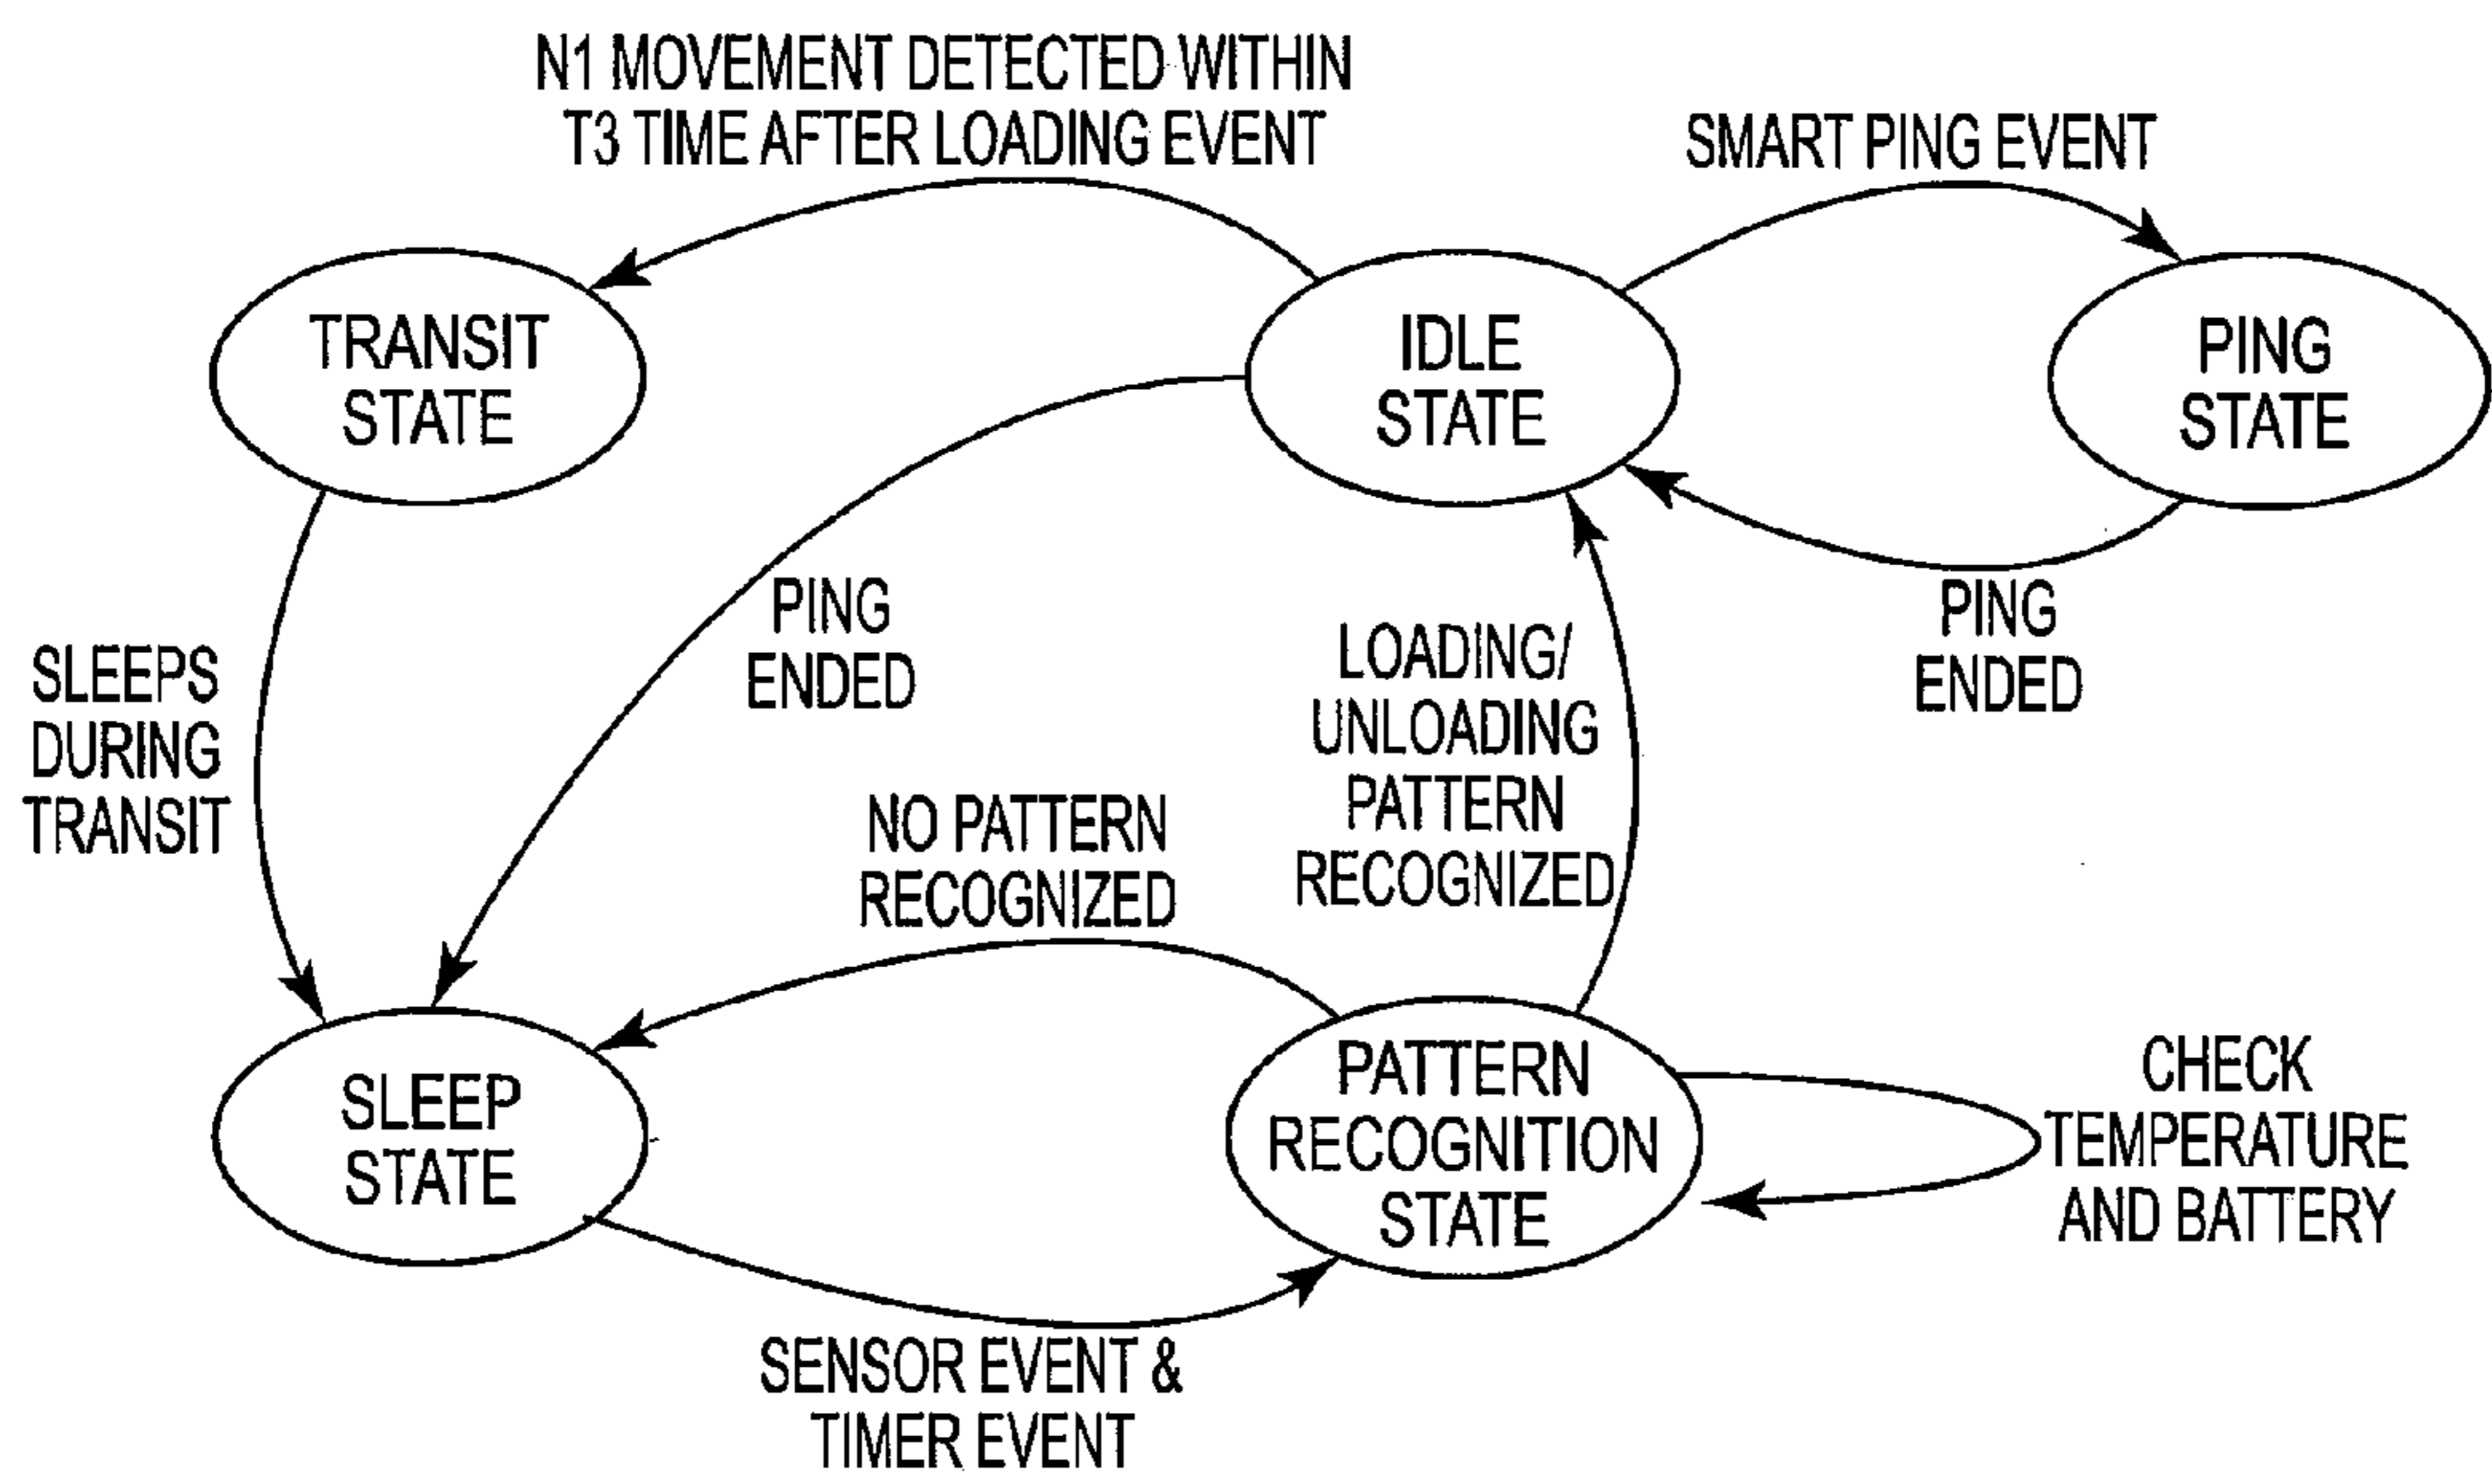 N1 MOVEMENT DETECTED WITHIN
T3 TIME AFTER LOADING EVENT
SMART PING EVENT
TRANSIT
STATE
IDLE
STATE
PING
STATE
PING
ENDED
PING
ENDED
LOADING/
UNLOADING
PATTERN
RECOGNIZED
SLEEPS
DURING
TRANSIT
NO PATTERN
RECOGNIZED
SLEEP
STATE
PATTERN
RECOGNITION
STATE
CHECK
TEMPERATURE
AND BATTERY
SENSOR EVENT &
TIMER EVENT